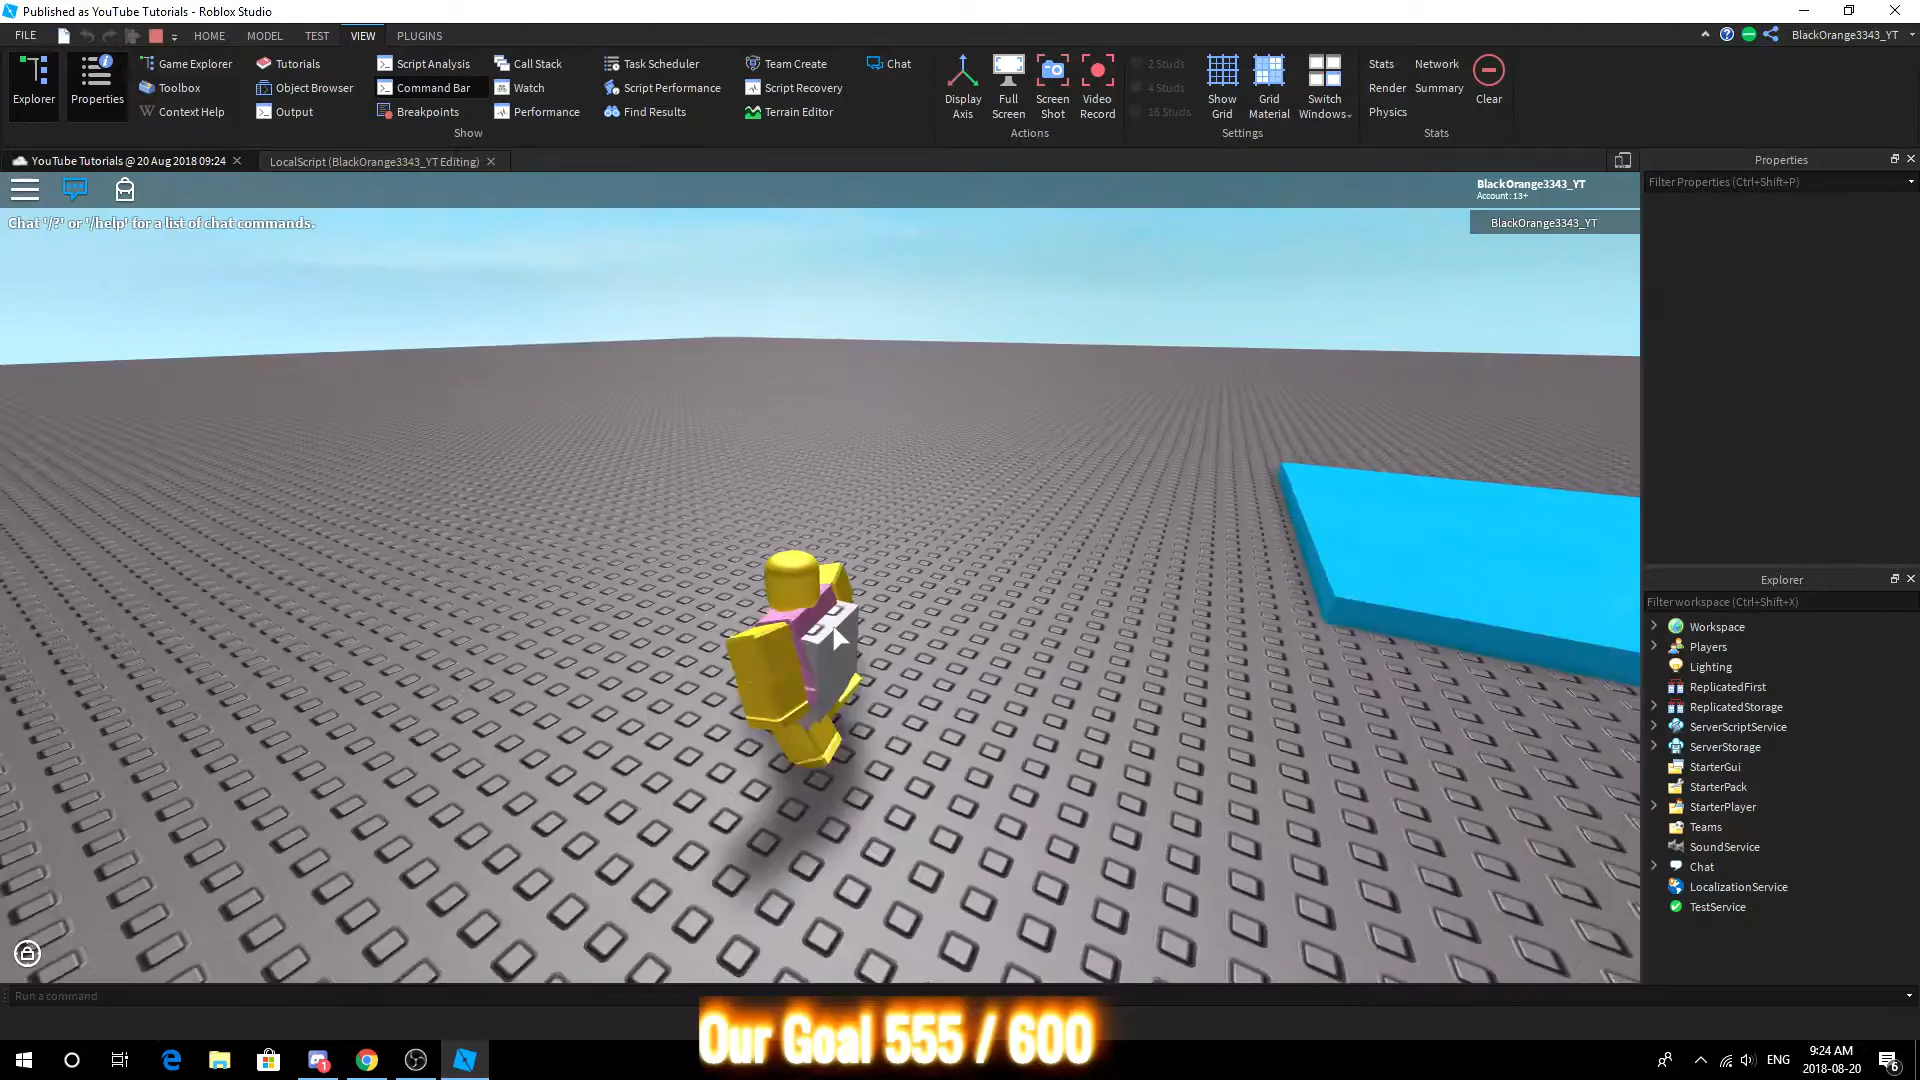 Published as YouTube Tutorials - Roblox Studio
FILE HOME MODEL TEST VIEW PLUGINS BlackOrange3343_YT
Explorer
Properties
Game Explorer
Toolbox
Context Help
Tutorials
Object Browser
Output
Script Analysis
Command Bar
Breakpoints
Call Stack
Watch
Performance
Task Scheduler
Script Performance
Find Results
Team Create
Script Recovery
Terrain Editor
Chat
Show
Display Axis
Full Screen
Screen Shot
Video Record
Actions
2 Studs
4 Studs
16 Studs
Show Grid
Grid Material
Switch Windows
Settings
Stats
Render
Physics
Network
Summary
Clear
Stats
YouTube Tutorials @ 20 Aug 2018 09:24
LocalScript (BlackOrange3343_YT Editing)
BlackOrange3343_YT
Account: 13+
BlackOrange3343_YT
Chat '/?' or '/help' for a list of chat commands.
Properties
Filter Properties (Ctrl+Shift+P)
Explorer
Filter workspace (Ctrl+Shift+X)
Workspace
Players
Lighting
ReplicatedFirst
ReplicatedStorage
ServerScriptService
ServerStorage
StarterGui
StarterPack
StarterPlayer
Teams
SoundService
Chat
LocalizationService
TestService
Run a command
Our Goal 555 / 600
1
ENG
9:24 AM
2018-08-20
6